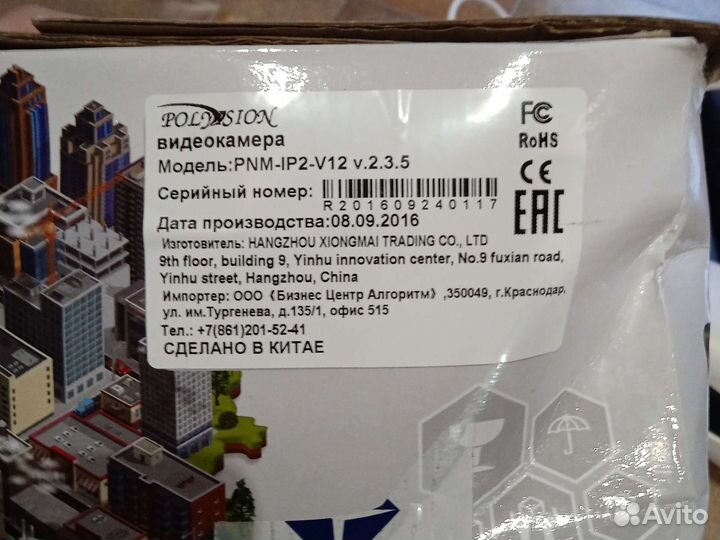 POLYVISION
видеокамера
Модель:PNM-IP2-V12 v.2.3.5
Серийный номер:
R201609240117
Дата производства:08.09.2016
Изготовитель: HANGZHOU XIONGMAI TRADING CO., LTD
9th floor, building 9, Yinhu innovation center, No.9 fuxian road,
Yinhu street, Hangzhou, China
Импортер: ООО《Бизнес Центр Алгоритм》,350049, г.Краснодар,
ул. им.Тургенева, д.135/1, офис 515
Тел.: +7(861)201-52-41
СДЕЛАНО В КИТАЕ
FC
RoHS
CE
EAC
Avito